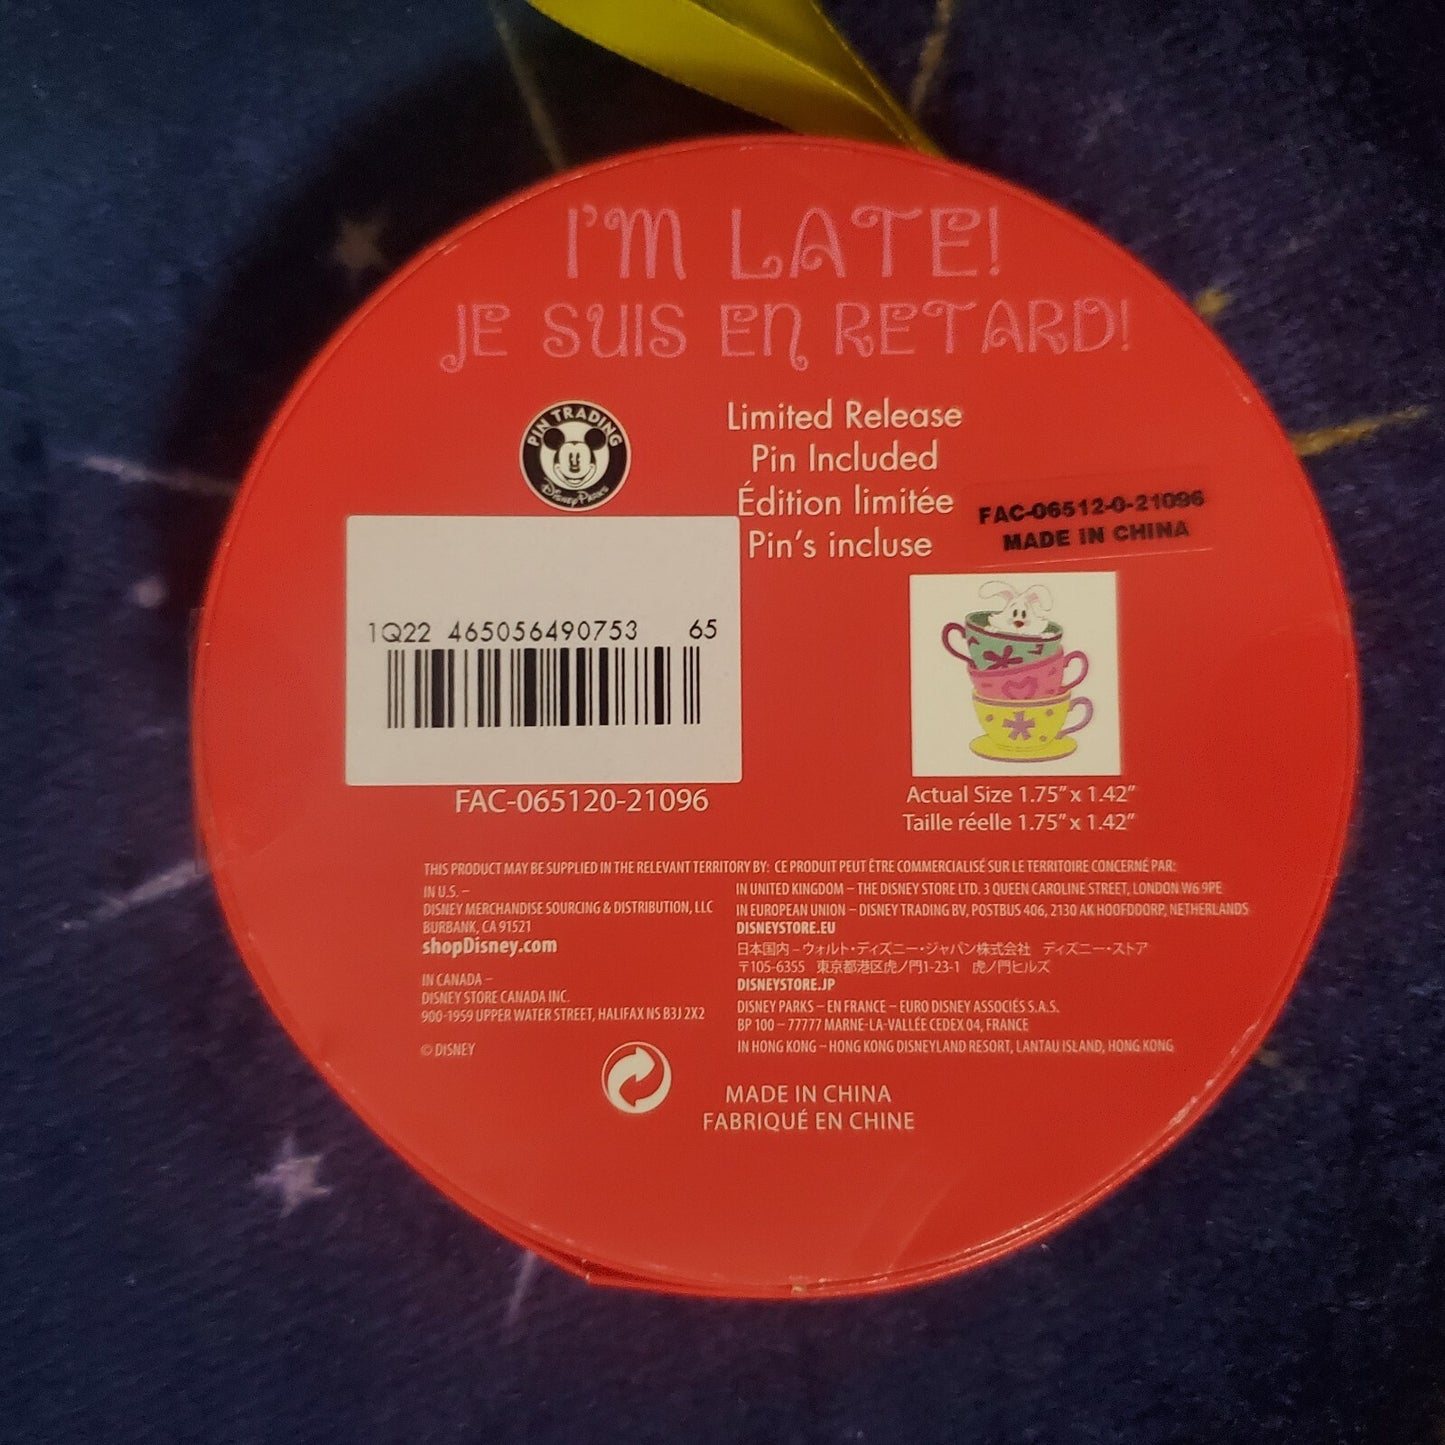 I'M LATE!
JE SUIS EN RETARD!
PIN TRADING
Disney Parks
Limited Release
Pin Included
Édition limitée
Pin's incluse
FAC-06512-0-21096
MADE IN CHINA
1Q22 465056490753 65
FAC-065120-21096
Actual Size 1.75" x 1.42"
Taille réelle 1.75" x 1.42"
THIS PRODUCT MAY BE SUPPLIED IN THE RELEVANT TERRITORY BY: CE PRODUIT PEUT ÊTRE COMMERCIALISÉ SUR LE TERRITOIRE CONCERNÉ PAR:
IN U.S. –
DISNEY MERCHANDISE SOURCING & DISTRIBUTION, LLC
BURBANK, CA 91521
shopDisney.com
IN CANADA –
DISNEY STORE CANADA INC.
900-1959 UPPER WATER STREET, HALIFAX NS B3J 2X2
© DISNEY
IN UNITED KINGDOM – THE DISNEY STORE LTD. 3 QUEEN CAROLINE STREET, LONDON W6 9PE
IN EUROPEAN UNION – DISNEY TRADING BV, POSTBUS 406, 2130 AK HOOFDDORP, NETHERLANDS
DISNEYSTORE.EU
日本国内 – ウォルト・ディズニー・ジャパン株式会社 ディズニー・ストア
〒105-6355 東京都港区虎ノ門1-23-1 虎ノ門ヒルズ
DISNEYSTORE.JP
DISNEY PARKS – EN FRANCE – EURO DISNEY ASSOCIÉS S.A.S.
BP 100 – 77777 MARNE-LA-VALLÉE CEDEX 04, FRANCE
IN HONG KONG – HONG KONG DISNEYLAND RESORT, LANTAU ISLAND, HONG KONG
MADE IN CHINA
FABRIQUÉ EN CHINE